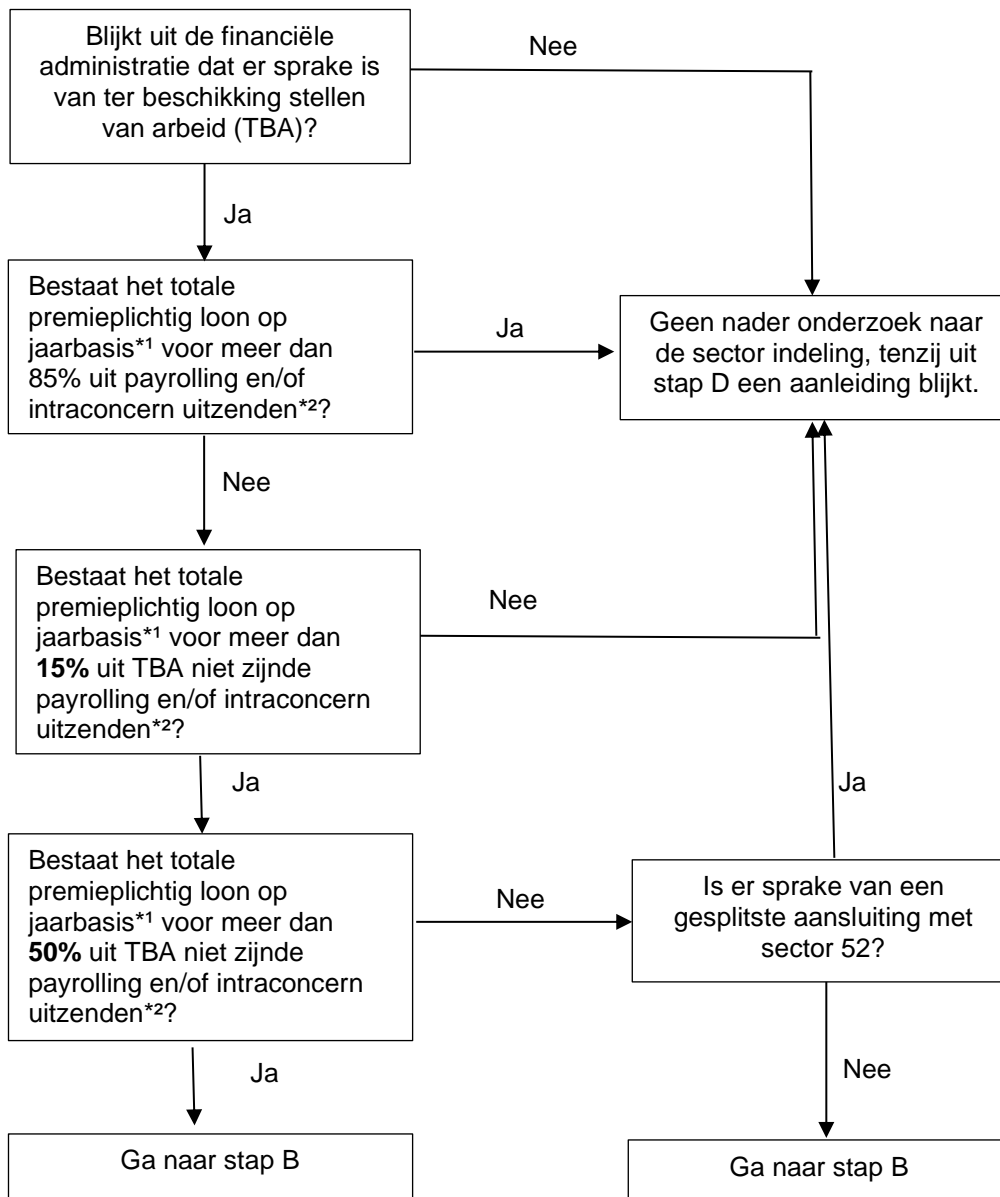 Blijkt uit de financiële
administratie dat er sprake is
van ter beschikking stellen
van arbeid (TBA)?
Nee
Ja
Bestaat het totale
premieplichtig loon op
jaarbasis*¹ voor meer dan
85% uit payrolling en/of
intraconcern uitzenden*²?
Ja
Geen nader onderzoek naar
de sector indeling, tenzij uit
stap D een aanleiding blijkt.
Nee
Bestaat het totale
premieplichtig loon op
jaarbasis*¹ voor meer dan
15% uit TBA niet zijnde
payrolling en/of intraconcern
uitzenden*²?
Nee
Ja
Ja
Bestaat het totale
premieplichtig loon op
jaarbasis*¹ voor meer dan
50% uit TBA niet zijnde
payrolling en/of intraconcern
uitzenden*²?
Nee
Is er sprake van een
gesplitste aansluiting met
sector 52?
Ja
Nee
Ga naar stap B
Ga naar stap B